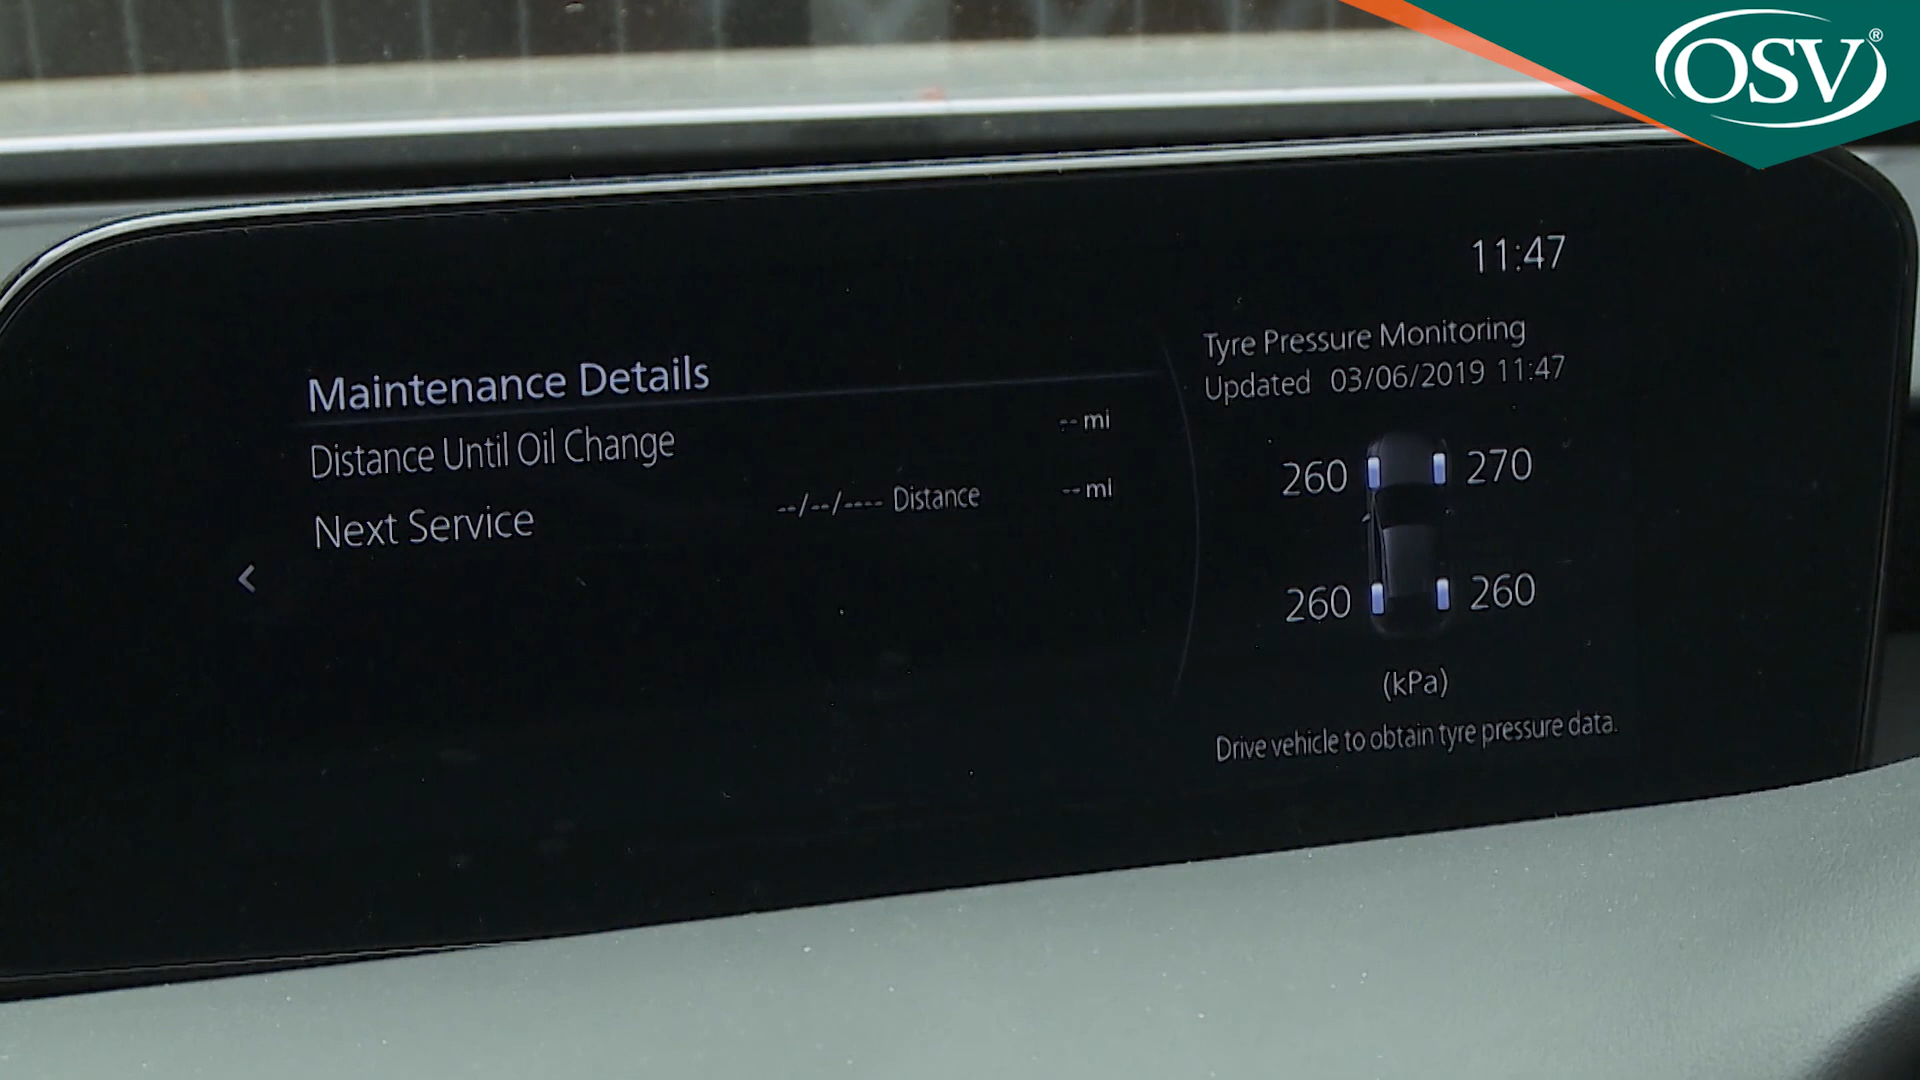 OSV®
11:47
Maintenance Details
Distance Until Oil Change -- mi
Next Service --/--/---- Distance -- mi
Tyre Pressure Monitoring
Updated 03/06/2019 11:47
260 270
260 260
(kPa)
Drive vehicle to obtain tyre pressure data.